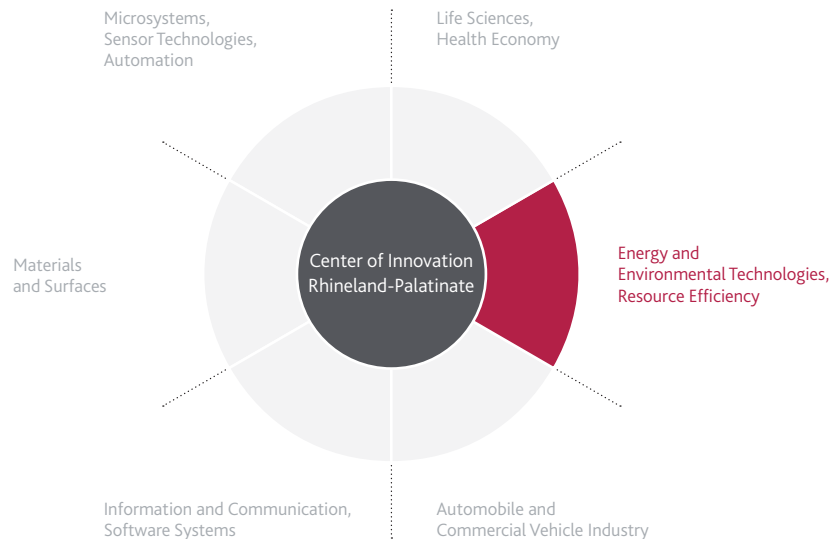 Microsystems,
Sensor Technologies,
Automation
Life Sciences,
Health Economy
Center of Innovation
Rhineland-Palatinate
Energy and
Environmental Technologies,
Resource Efficiency
Materials
and Surfaces
Information and Communication,
Software Systems
Automobile and
Commercial Vehicle Industry